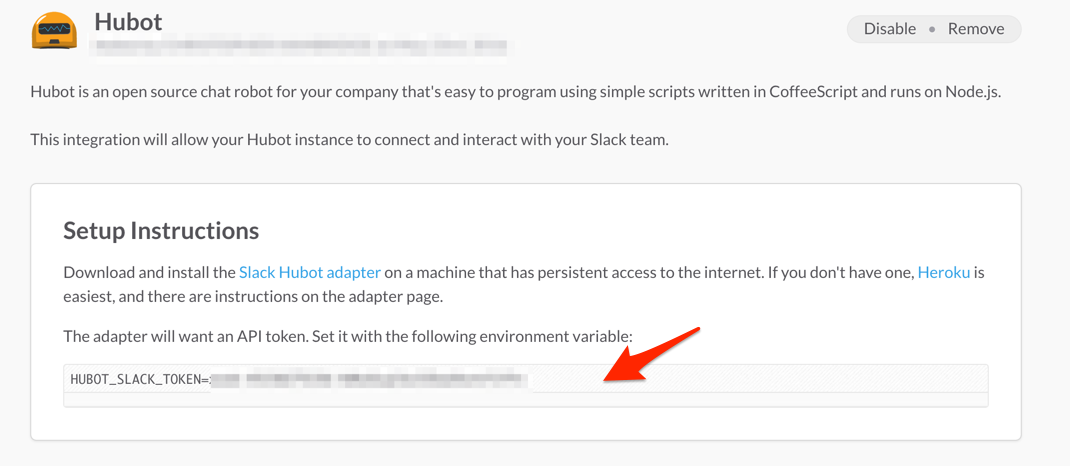 Hubot
Disable • Remove
Hubot is an open source chat robot for your company that's easy to program using simple scripts written in CoffeeScript and runs on Node.js.
This integration will allow your Hubot instance to connect and interact with your Slack team.
Setup Instructions
Download and install the Slack Hubot adapter on a machine that has persistent access to the internet. If you don't have one, Heroku is
easiest, and there are instructions on the adapter page.
The adapter will want an API token. Set it with the following environment variable:
HUBOT_SLACK_TOKEN=